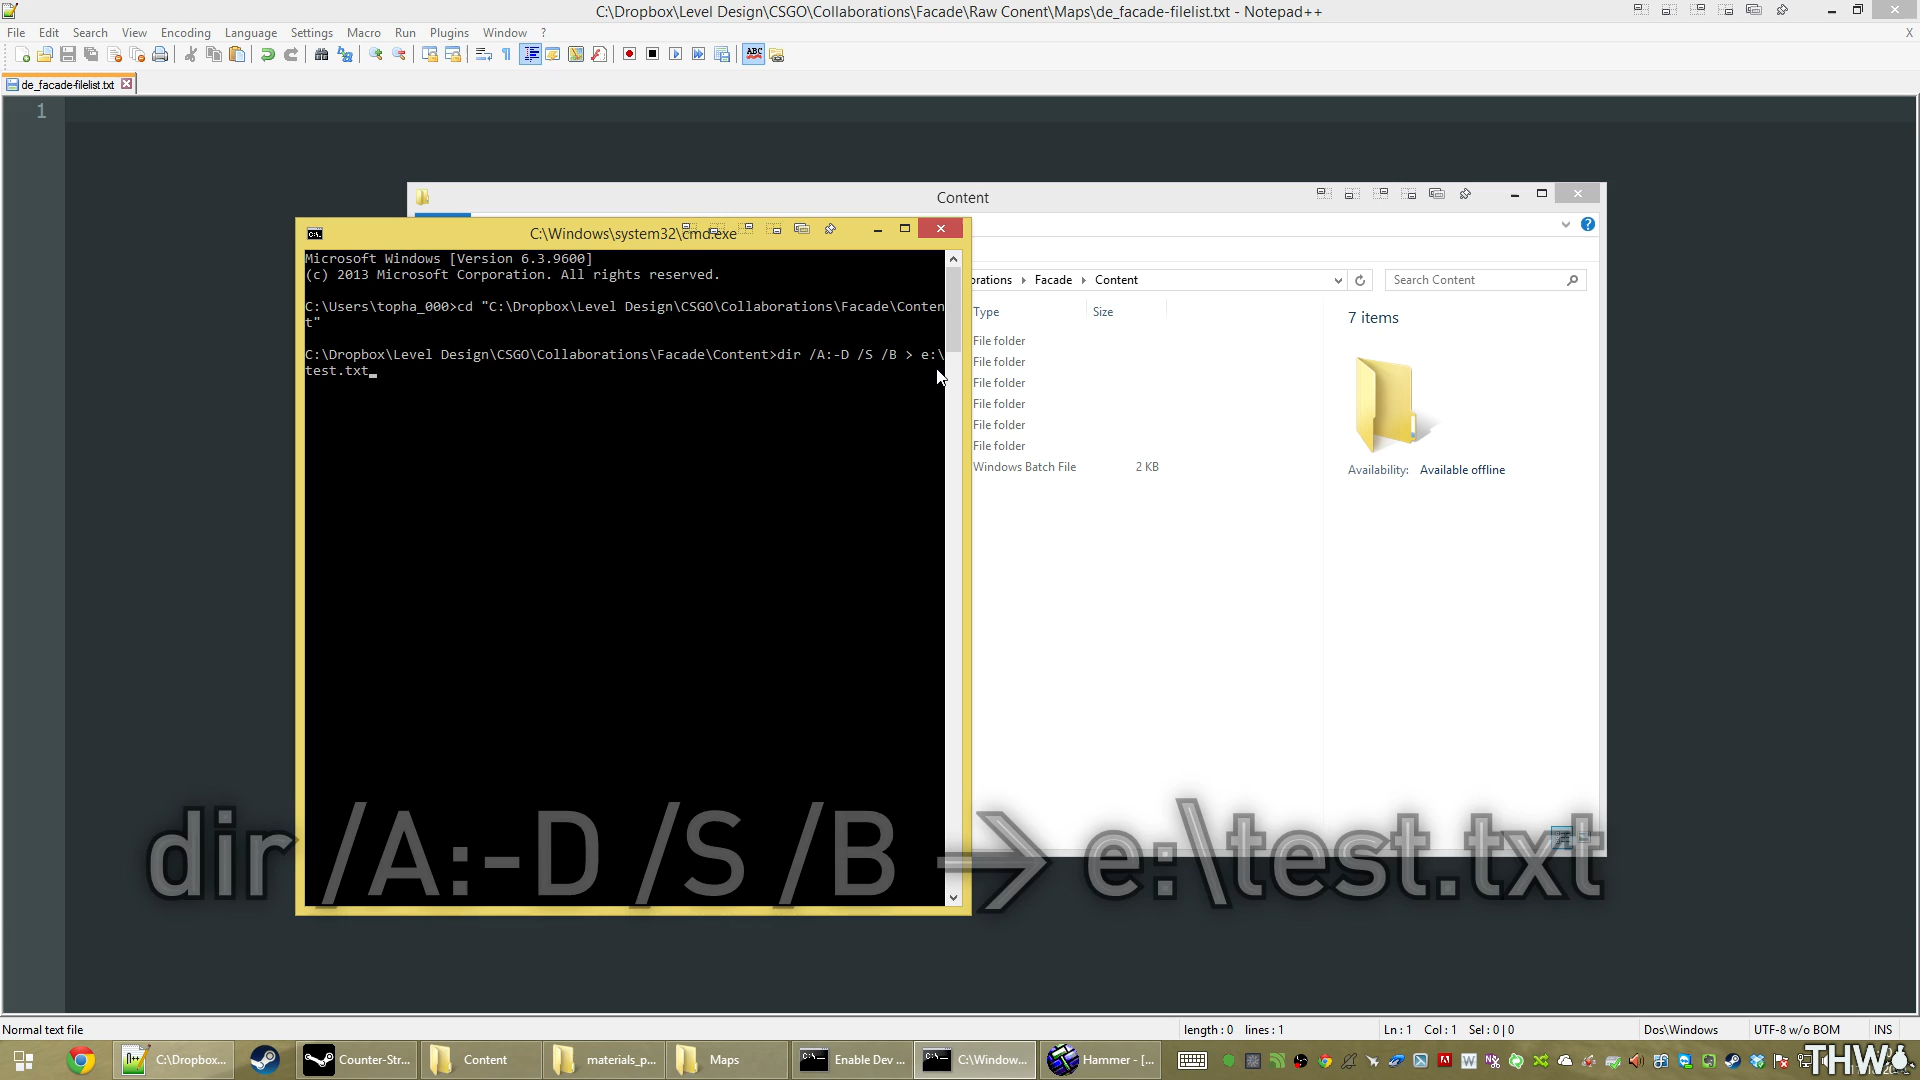 C:\Dropbox\Level Design\CSGO\Collaborations\Facade\Raw Conent\Maps\de_facade-filelist.txt - Notepad++
File Edit Search View Encoding Language Settings Macro Run Plugins Window ?
X
ABC
de_facade-filelist.txt
1
Content
C:\Windows\system32\cmd.exe
Microsoft Windows [Version 6.3.9600]
(c) 2013 Microsoft Corporation. All rights reserved.
C:\Users\topha_000>cd "C:\Dropbox\Level Design\CSGO\Collaborations\Facade\Conten
t"
C:\Dropbox\Level Design\CSGO\Collaborations\Facade\Content>dir /A:-D /S /B > e:\
test.txt
orations Facade Content
Search Content
Type Size
7 items
File folder
File folder
File folder
File folder
File folder
File folder
Windows Batch File 2 KB
Availability: Available offline
dir /A:-D /S /B -> e:\test.txt
Normal text file
length : 0 lines : 1
Ln : 1 Col : 1 Sel : 0 | 0
Dos\Windows
UTF-8 w/o BOM
INS
C:\Dropbox...
Counter-Str...
Content
materials_p...
Maps
Enable Dev ...
C:\Window...
Hammer - [...
THW